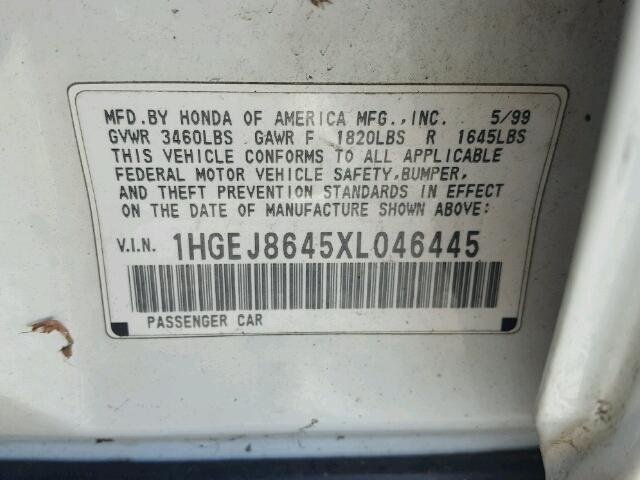 MFD. BY HONDA OF AMERICA MFG., INC. 5/99
GVWR 3460LBS GAWR F 1820LBS R 1645LBS
THIS VEHICLE CONFORMS TO ALL APPLICABLE
FEDERAL MOTOR VEHICLE SAFETY, BUMPER,
AND THEFT PREVENTION STANDARDS IN EFFECT
ON THE DATE OF MANUFACTURE SHOWN ABOVE:
V.I.N. 1HGEJ8645XL046445
PASSENGER CAR